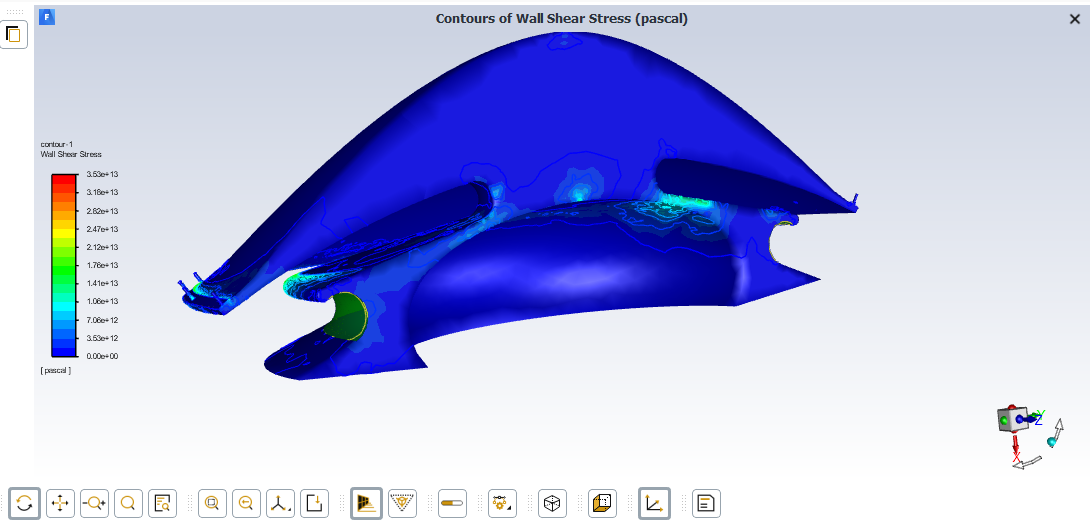 F
Contours of Wall Shear Stress (pascal)
contour-1
Wall Shear Stress
3.53e+13
3.18e+13
2.82e+13
2.47e+13
2.12e+13
1.76e+13
1.41e+13
1.06e+13
7.06e+12
3.53e+12
0.00e+00
[ pascal ]
Y
Z
X